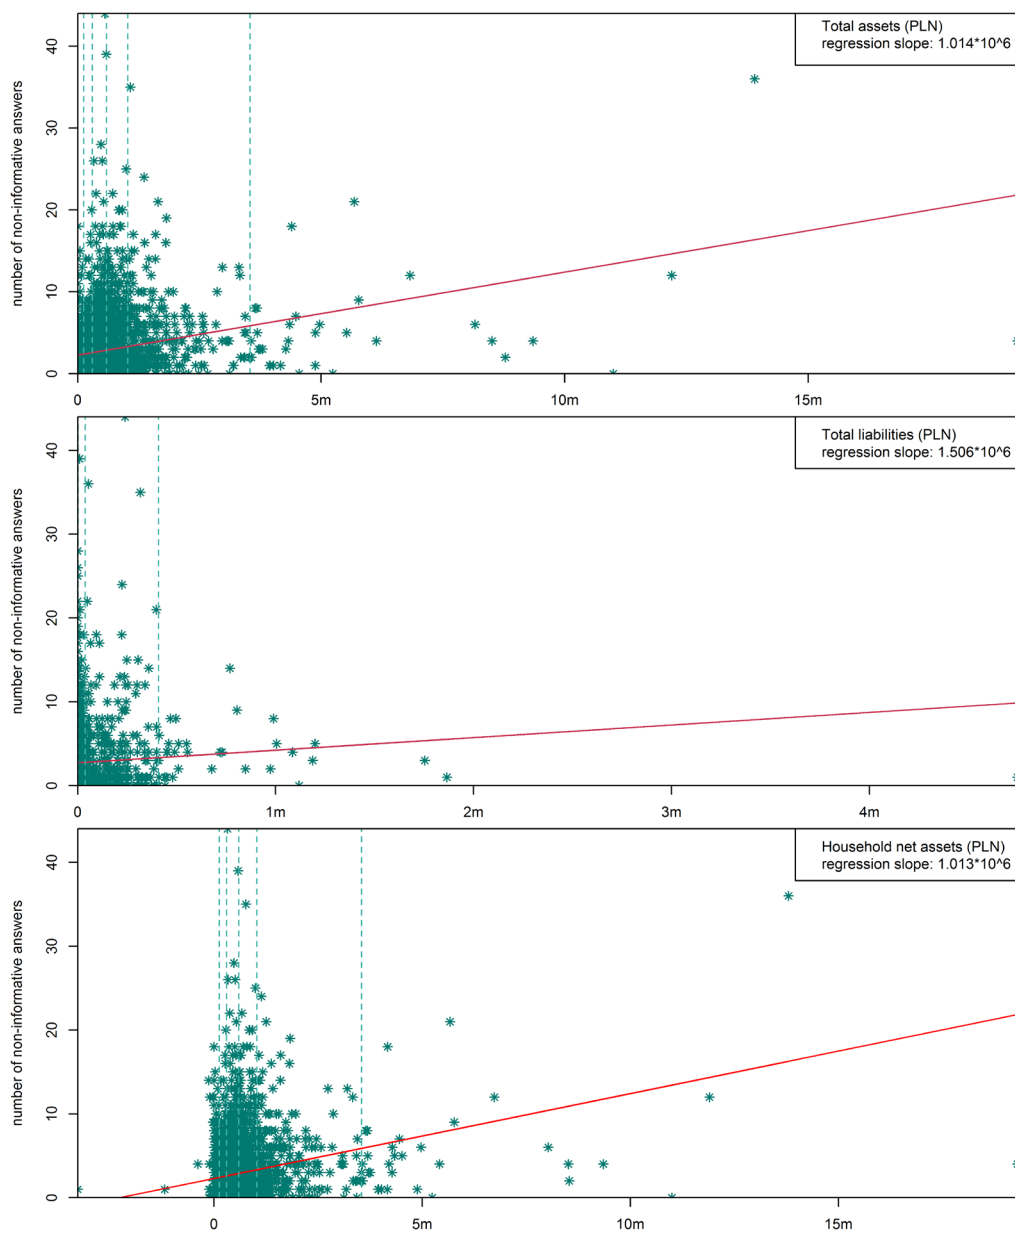 Total assets (PLN)
regression slope: 1.014*10^6
number of non-informative answers
0
10
20
30
40
0
5m
10m
15m
Total liabilities (PLN)
regression slope: 1.506*10^6
number of non-informative answers
0
10
20
30
40
0
1m
2m
3m
4m
Household net assets (PLN)
regression slope: 1.013*10^6
number of non-informative answers
0
10
20
30
40
0
5m
10m
15m